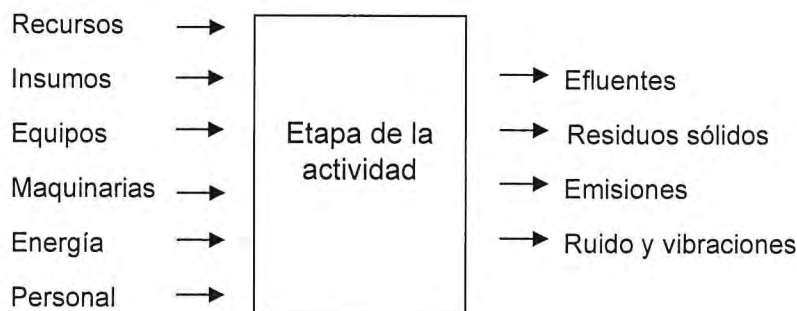 Recursos
Insumos
Equipos
Maquinarias
Energía
Personal
Etapa de la
actividad
Efluentes
Residuos sólidos
Emisiones
Ruido y vibraciones